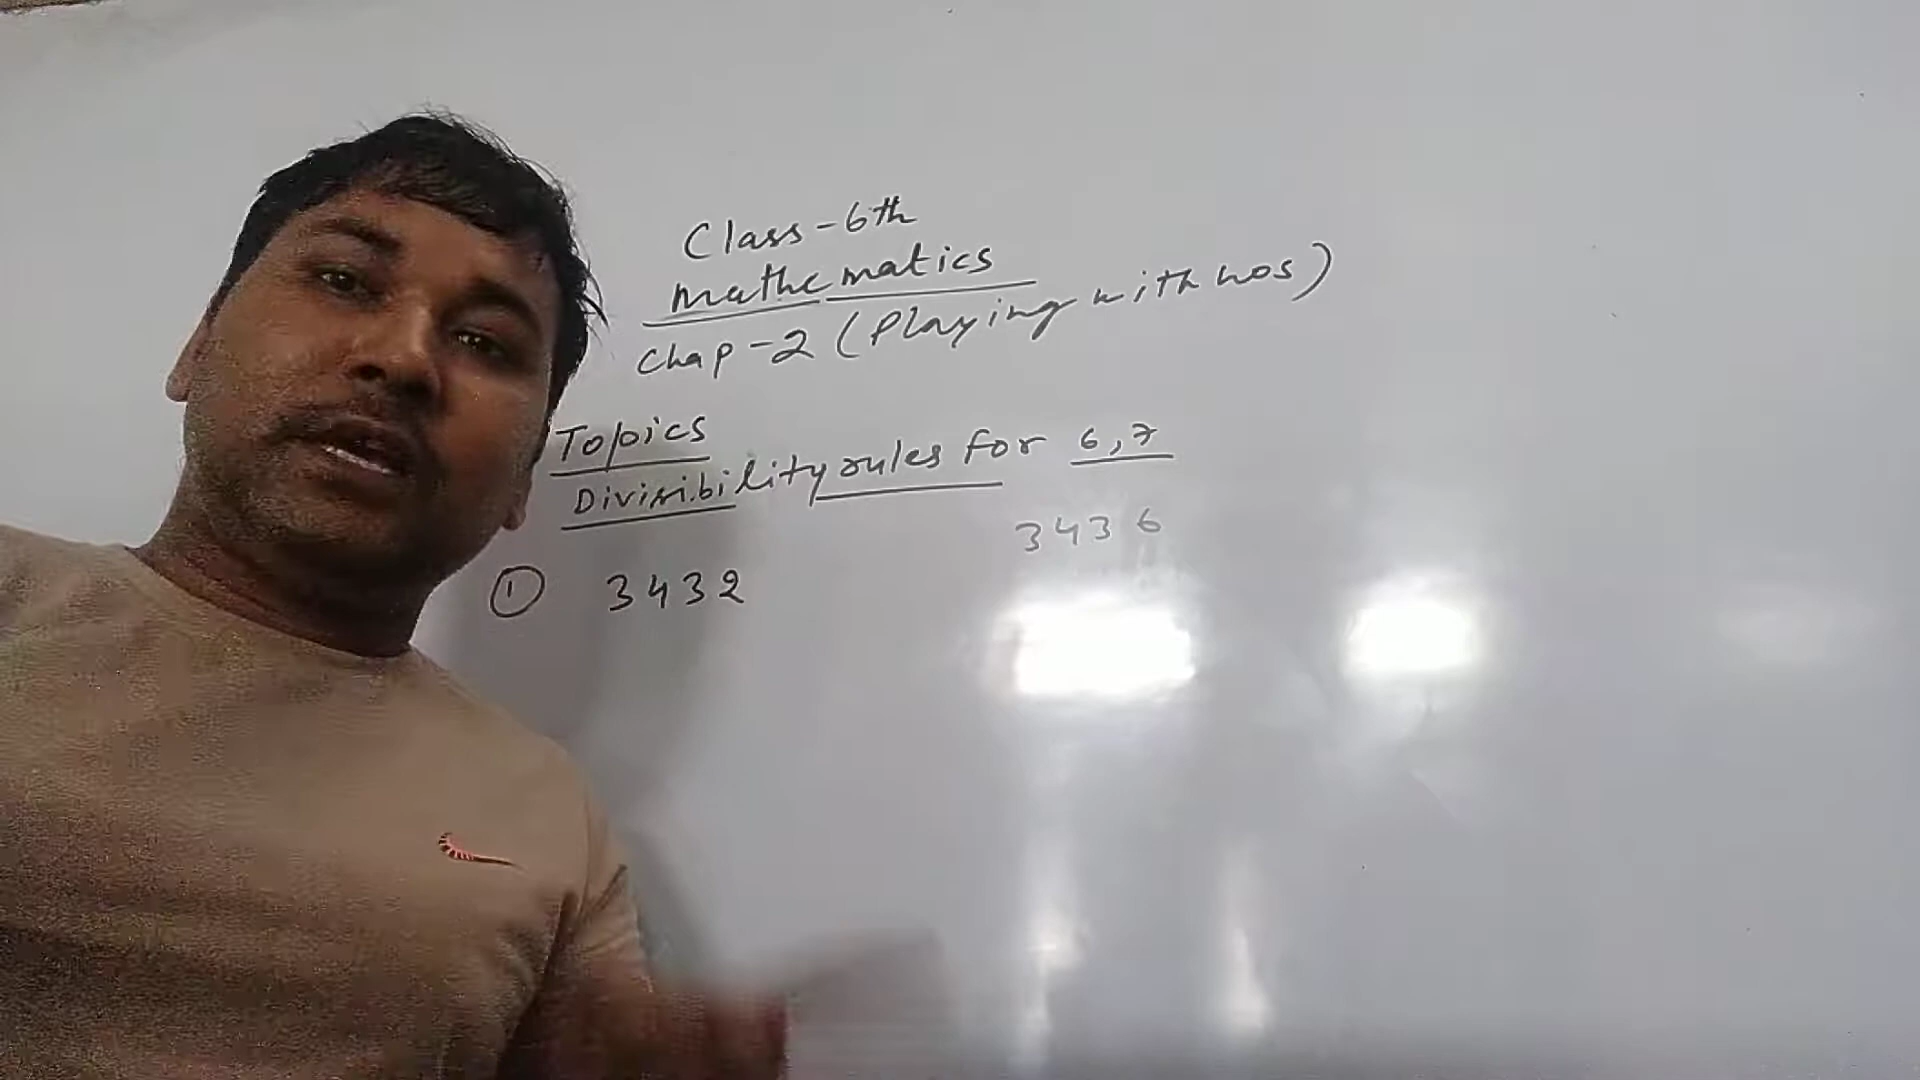 Class-6th
mathematics
Chap-2 (Playing with nos)
Topics
Divisibility rules for 6,7
3436
① 3432